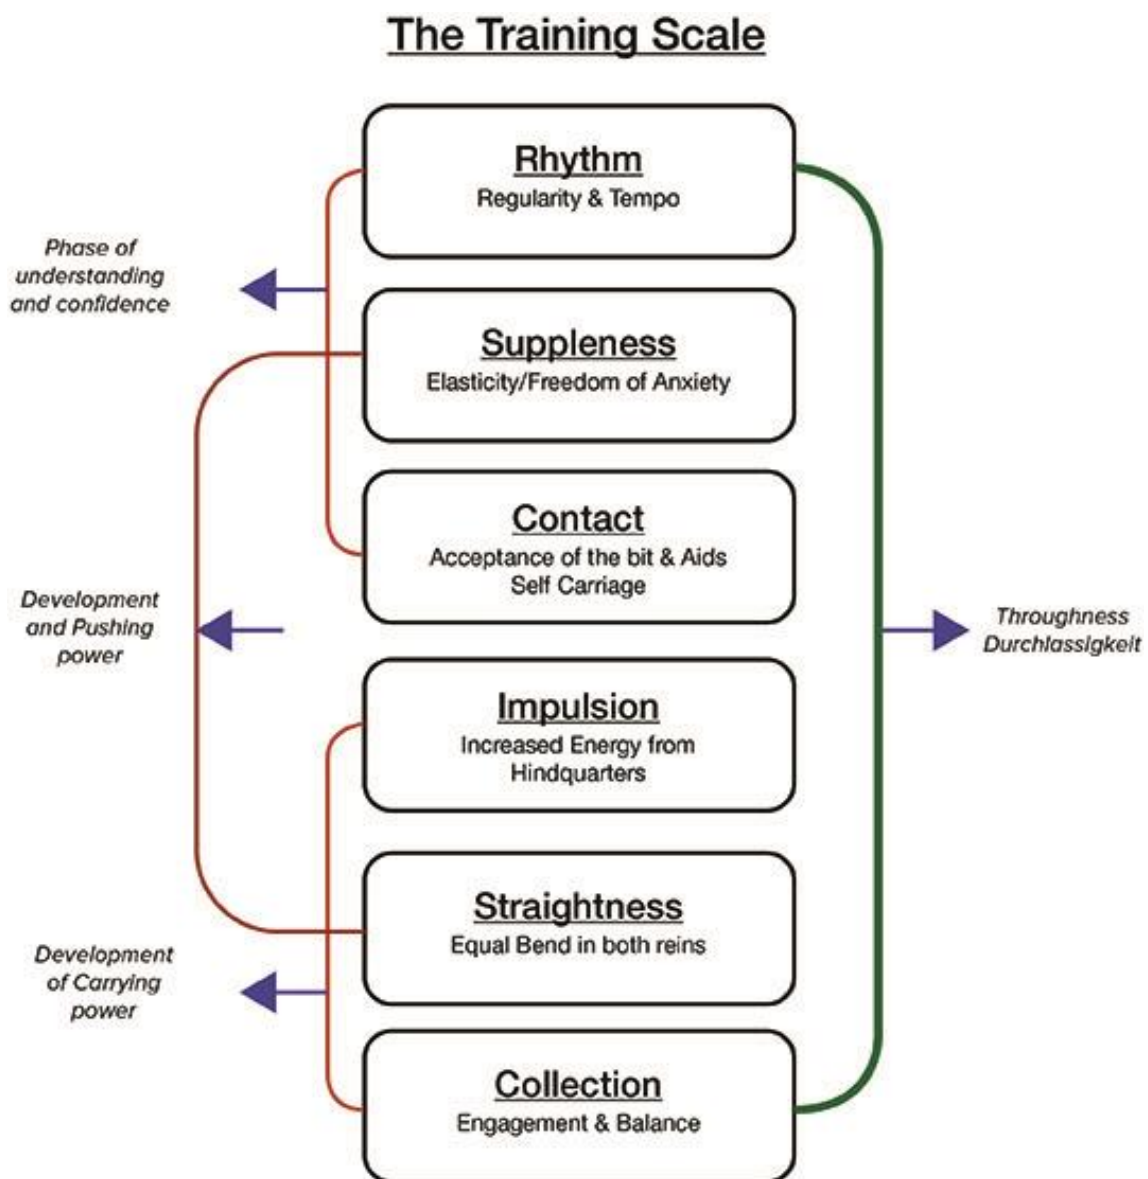 The Training Scale
Rhythm
Regularity & Tempo
Phase of
understanding
and confidence
Suppleness
Elasticity/Freedom of Anxiety
Contact
Acceptance of the bit & Aids
Self Carriage
Development
and Pushing
power
Throughness
Durchlassigkeit
Impulsion
Increased Energy from
Hindquarters
Straightness
Equal Bend in both reins
Development
of Carrying
power
Collection
Engagement & Balance